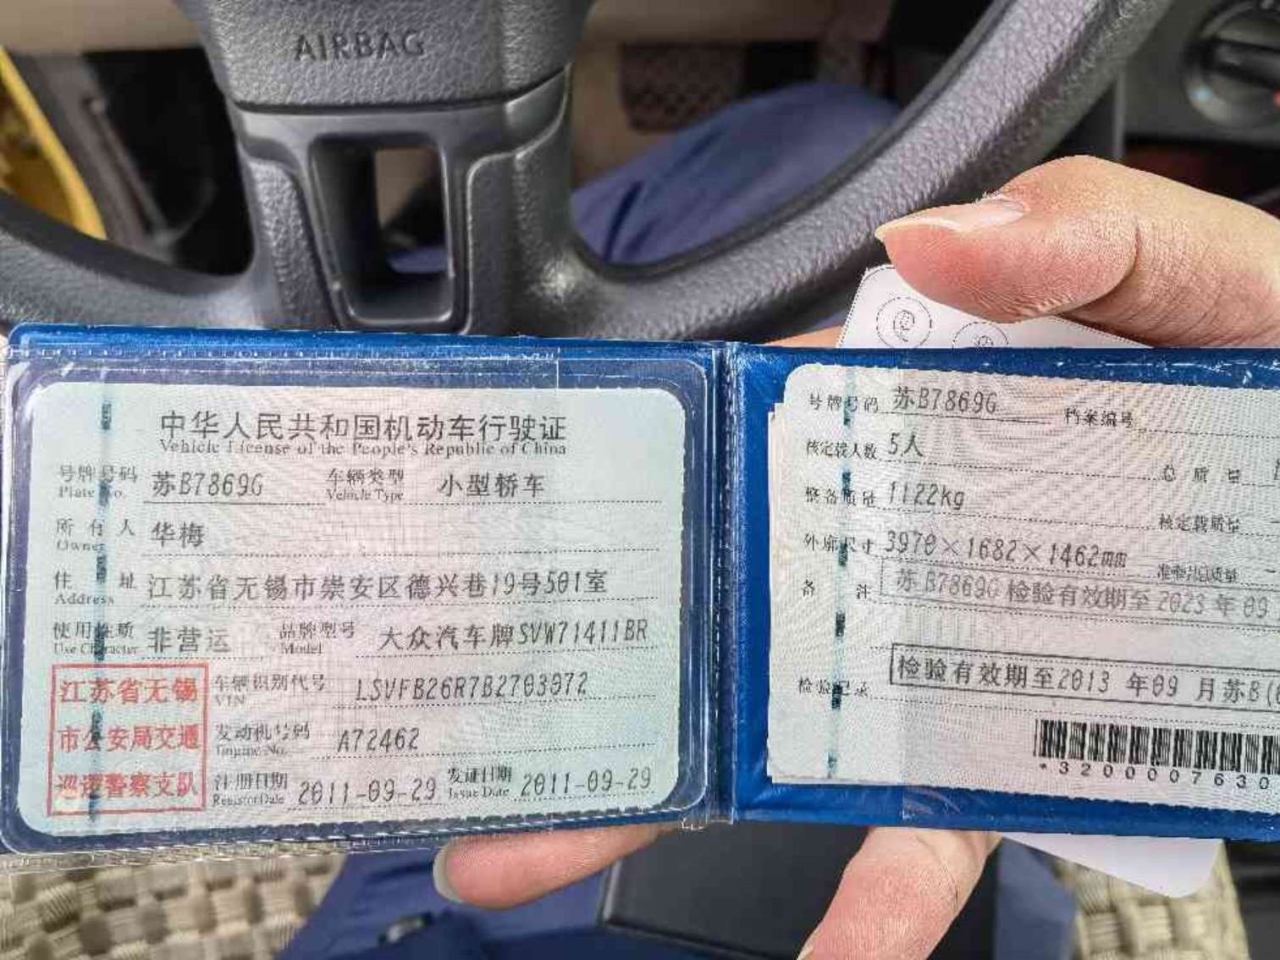 AIRBAG
中华人民共和国机动车行驶证
Vehicle License of the People's Republic of China
号牌号码 苏B7869G 车辆类型 小型轿车
Plate No. Vehicle Type
所有人 华梅
Owner
住址 江苏省无锡市崇安区德兴巷19号501室
Address
使用性质 非营运 品牌型号 大众汽车牌SVW71411BR
Use Character Model
江苏省无锡
市公安局交通
巡逻警察支队
车辆识别代号 LSVFB26R7B2703972
VIN
发动机号码 A72462
Engine No.
注册日期 2011-09-29 发证日期 2011-09-29
Register Date Issue Date
号牌号码 苏B7869G 档案编号
核定载人数 5人 总质量
整备质量 1122kg 核定载质量
外廓尺寸 3970×1682×1462mm 准牵引总质量
备注 苏B7869G 检验有效期至2023年09
检验记录 检验有效期至2013 年09 月苏B(
*3200007630